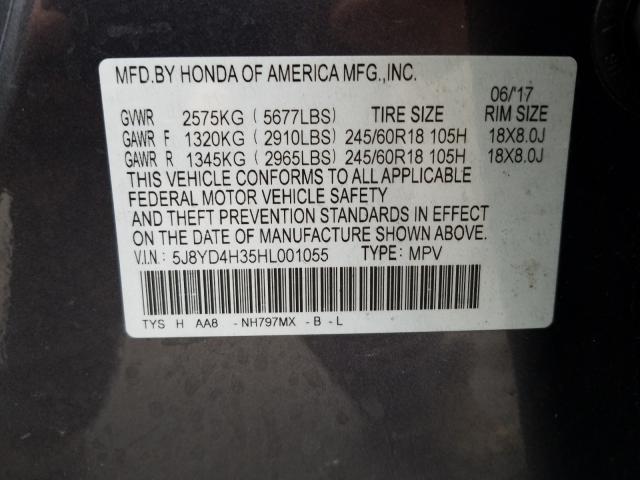 MFD.BY HONDA OF AMERICA MFG.,INC.
06/'17
GVWR 2575KG (5677LBS) TIRE SIZE RIM SIZE
GAWR F 1320KG (2910LBS) 245/60R18 105H 18X8.0J
GAWR R 1345KG (2965LBS) 245/60R18 105H 18X8.0J
THIS VEHICLE CONFORMS TO ALL APPLICABLE
FEDERAL MOTOR VEHICLE SAFETY
AND THEFT PREVENTION STANDARDS IN EFFECT
ON THE DATE OF MANUFACTURE SHOWN ABOVE.
V.I.N.: 5J8YD4H35HL001055 TYPE: MPV
TYS H AA8 -NH797MX -B -L